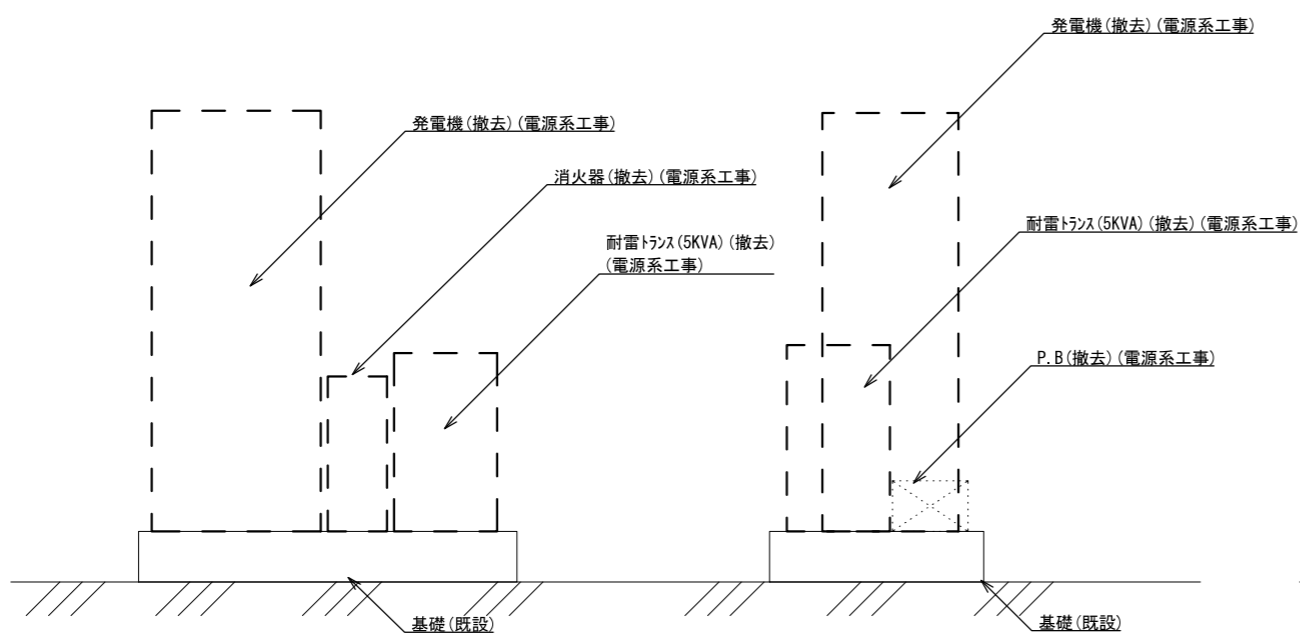 発電機(撤去)(電源系工事)
消火器(撤去)(電源系工事)
耐雷トランス(5KVA)(撤去)
(電源系工事)
基礎(既設)
発電機(撤去)(電源系工事)
耐雷トランス(5KVA)(撤去)(電源系工事)
P.B(撤去)(電源系工事)
基礎(既設)